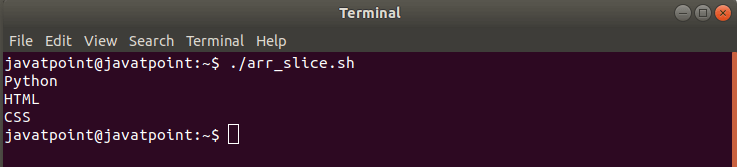 Terminal
File Edit View Search Terminal Help
javatpoint@javatpoint:~$ ./arr_slice.sh
Python
HTML
CSS
javatpoint@javatpoint:~$